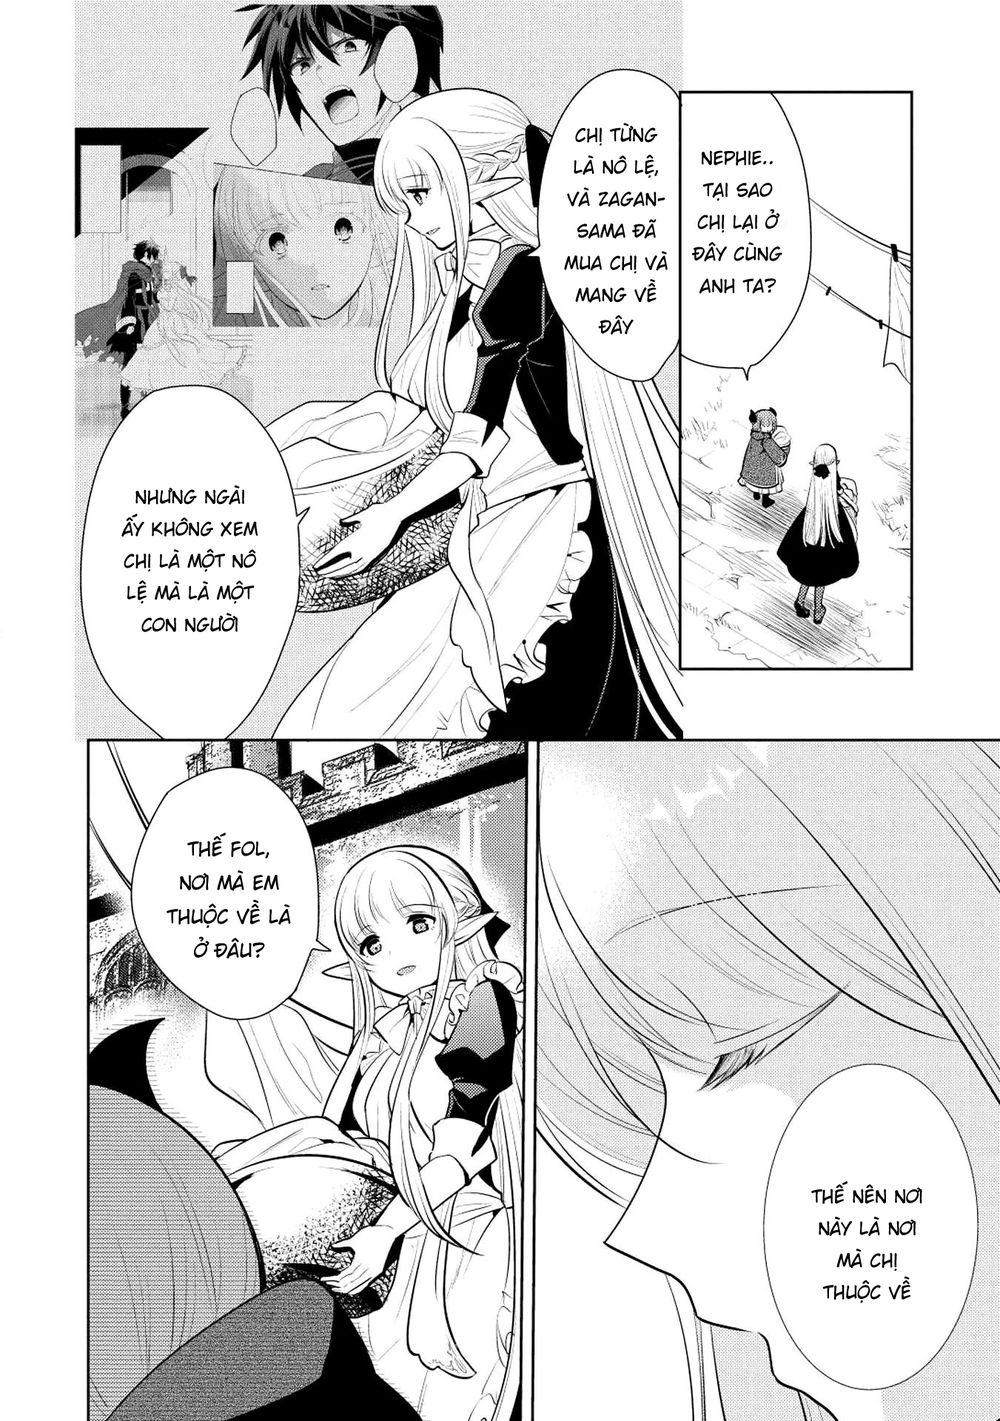 NEPHIE..
TẠI SAO
CHỊ LẠI Ở
ĐÂY CÙNG
ANH TA?
CHỊ TỪNG
LÀ NÔ LỆ,
VÀ ZAGAN-
SAMA ĐÃ
MUA CHỊ VÀ
MANG VỀ
ĐÂY
NHƯNG NGÀI
ẤY KHÔNG XEM
CHỊ LÀ MỘT NÔ
LỆ MÀ LÀ MỘT
CON NGƯỜI
THẾ NÊN NƠI
NÀY LÀ NƠI
MÀ CHỊ
THUỘC VỀ
THẾ FOL,
NƠI MÀ EM
THUỘC VỀ LÀ
Ở ĐÂU?